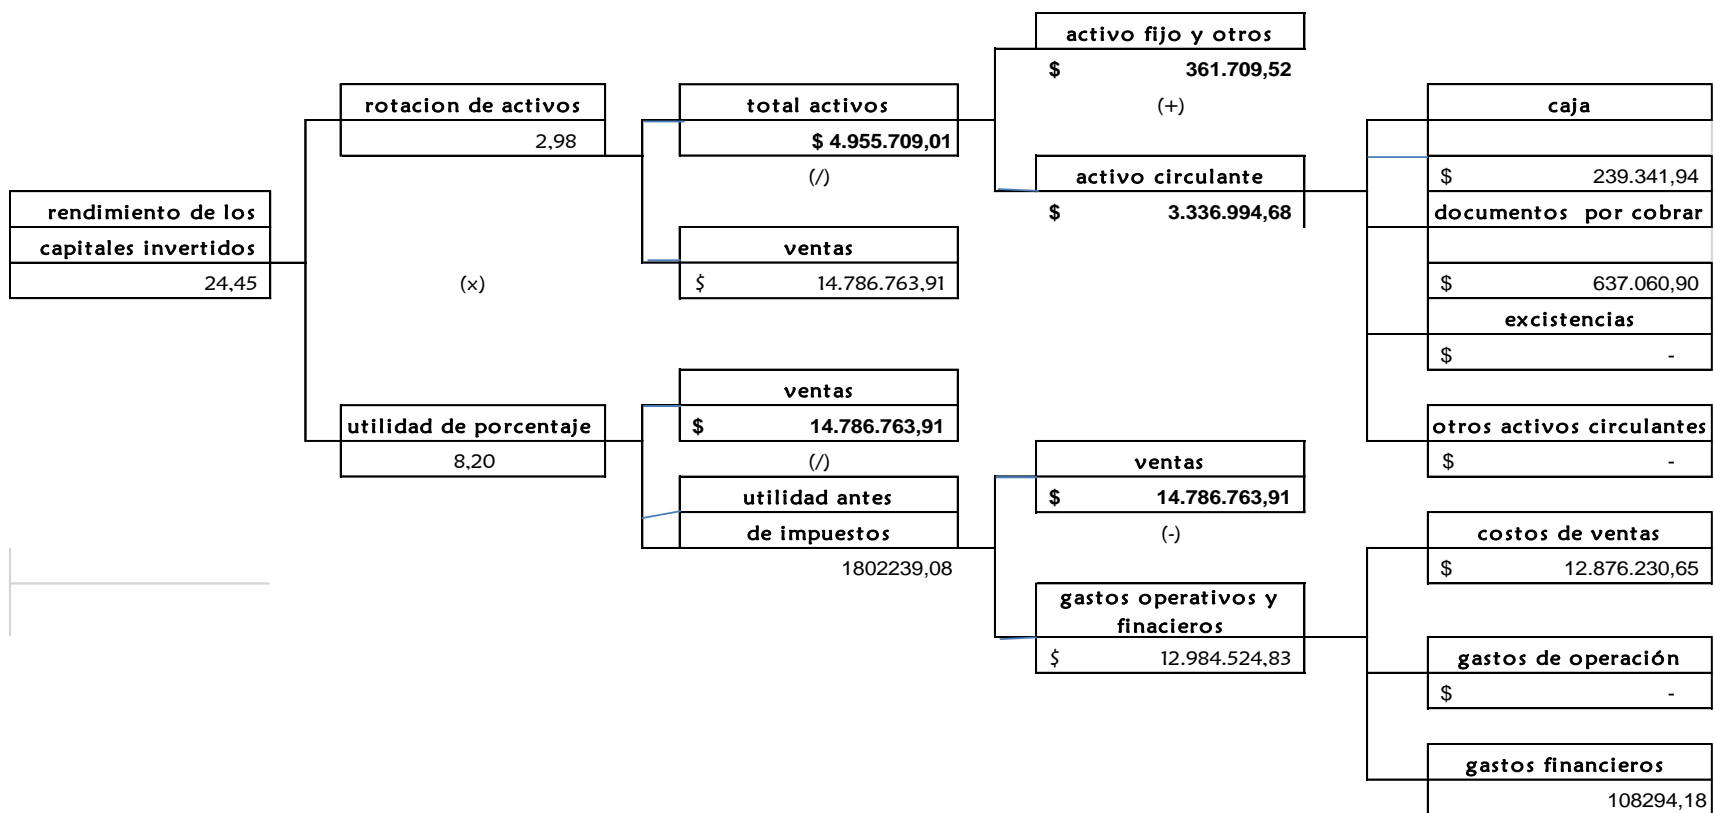 activo fijo y otros
$ 361.709,52
rotacion de activos
total activos
(+)
caja
2,98
$ 4.955.709,01
(/)
activo circulante
$ 239.341,94
rendimiento de los
$ 3.336.994,68
documentos por cobrar
capitales invertidos
ventas
24,45
(x)
$ 14.786.763,91
$ 637.060,90
excistencias
$ -
ventas
utilidad de porcentaje
$ 14.786.763,91
otros activos circulantes
8,20
(/)
ventas
$ -
utilidad antes
$ 14.786.763,91
de impuestos
(-)
costos de ventas
1802239,08
$ 12.876.230,65
gastos operativos y
finacieros
$ 12.984.524,83
gastos de operación
$ -
gastos financieros
108294,18